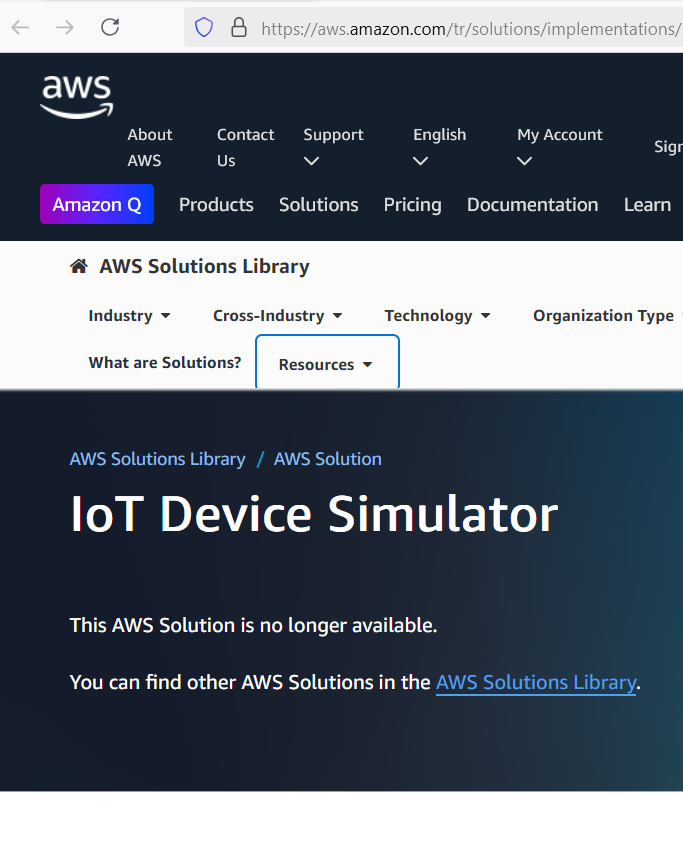 https://aws.amazon.com/tr/solutions/implementations/
aws
About AWS
Contact Us
Support
English
My Account
Sign
Amazon Q
Products
Solutions
Pricing
Documentation
Learn
AWS Solutions Library
Industry
Cross-Industry
Technology
Organization Type
What are Solutions?
Resources
AWS Solutions Library / AWS Solution
IoT Device Simulator
This AWS Solution is no longer available.
You can find other AWS Solutions in the AWS Solutions Library.